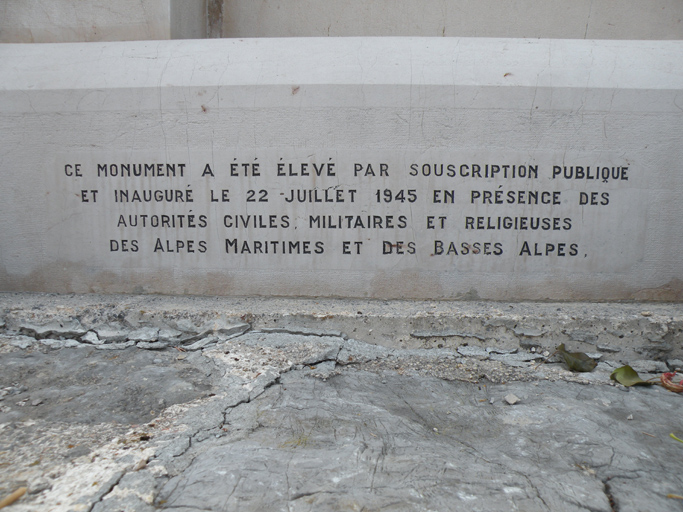 CE MONUMENT A ÉTÉ ÉLEVÉ PAR SOUSCRIPTION PUBLIQUE
ET INAUGURÉ LE 22 JUILLET 1945 EN PRÉSENCE DES
AUTORITÉS CIVILES, MILITAIRES ET RELIGIEUSES
DES ALPES MARITIMES ET DES BASSES ALPES.